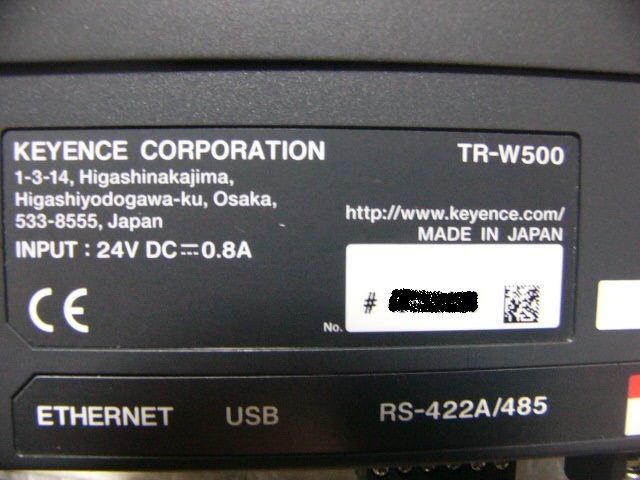 KEYENCE CORPORATION
TR-W500
1-3-14, Higashinakajima,
Higashiyodogawa-ku, Osaka,
533-8555, Japan
http://www.keyence.com/
MADE IN JAPAN
INPUT : 24V DC⎓0.8A
CE
No.
#
ETHERNET
USB
RS-422A/485